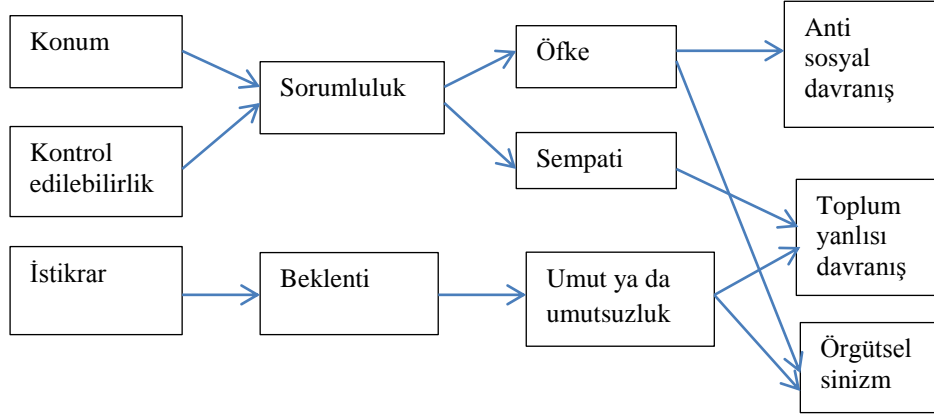 Konum
Kontrol
edilebilirlik
İstikrar
Sorumluluk
Beklenti
Öfke
Sempati
Umut ya da
umutsuzluk
Anti
sosyal
davranış
Toplum
yanlısı
davranış
Örgütsel
sinizm